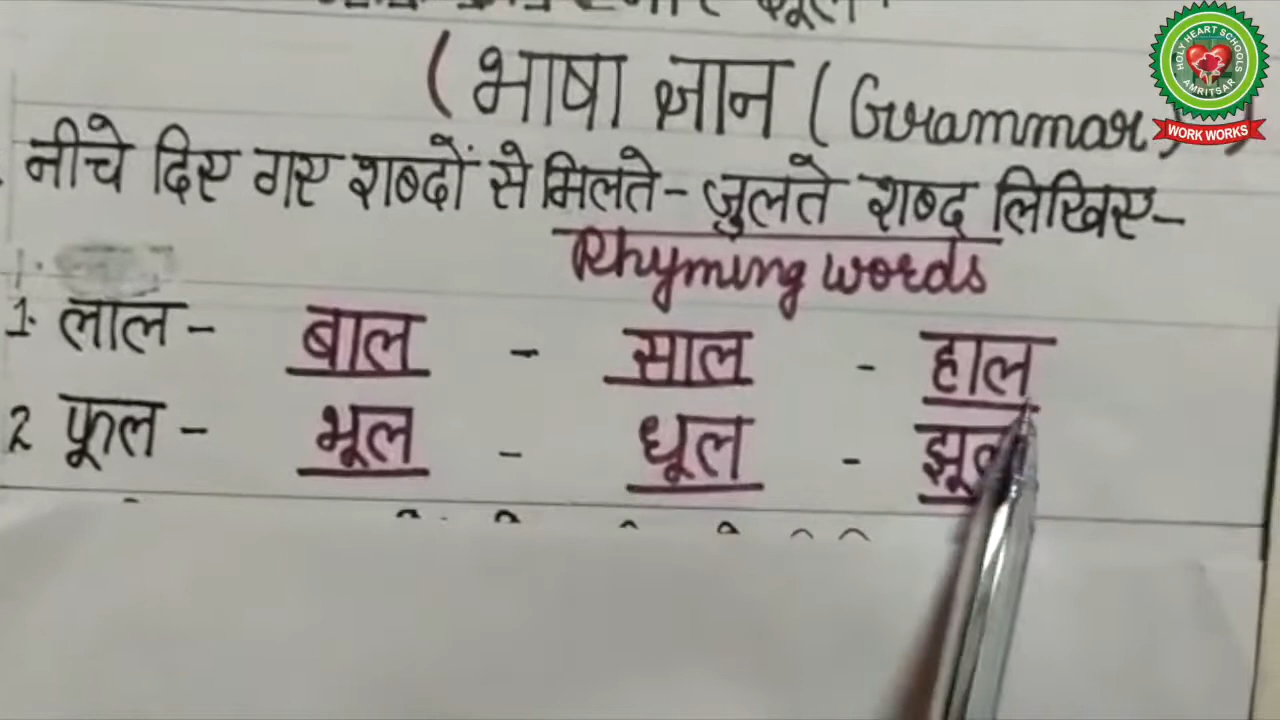 (भाषा ज्ञान (Grammar))
नीचे दिए गए शब्दों से मिलते-जुलते शब्द लिखिए-
Rhyming words
1. लाल - बाल - साल - हाल
2 फूल - भूल - धूल -
HOLY HEART SCHOOLS
AMRITSAR
WORK WORKS